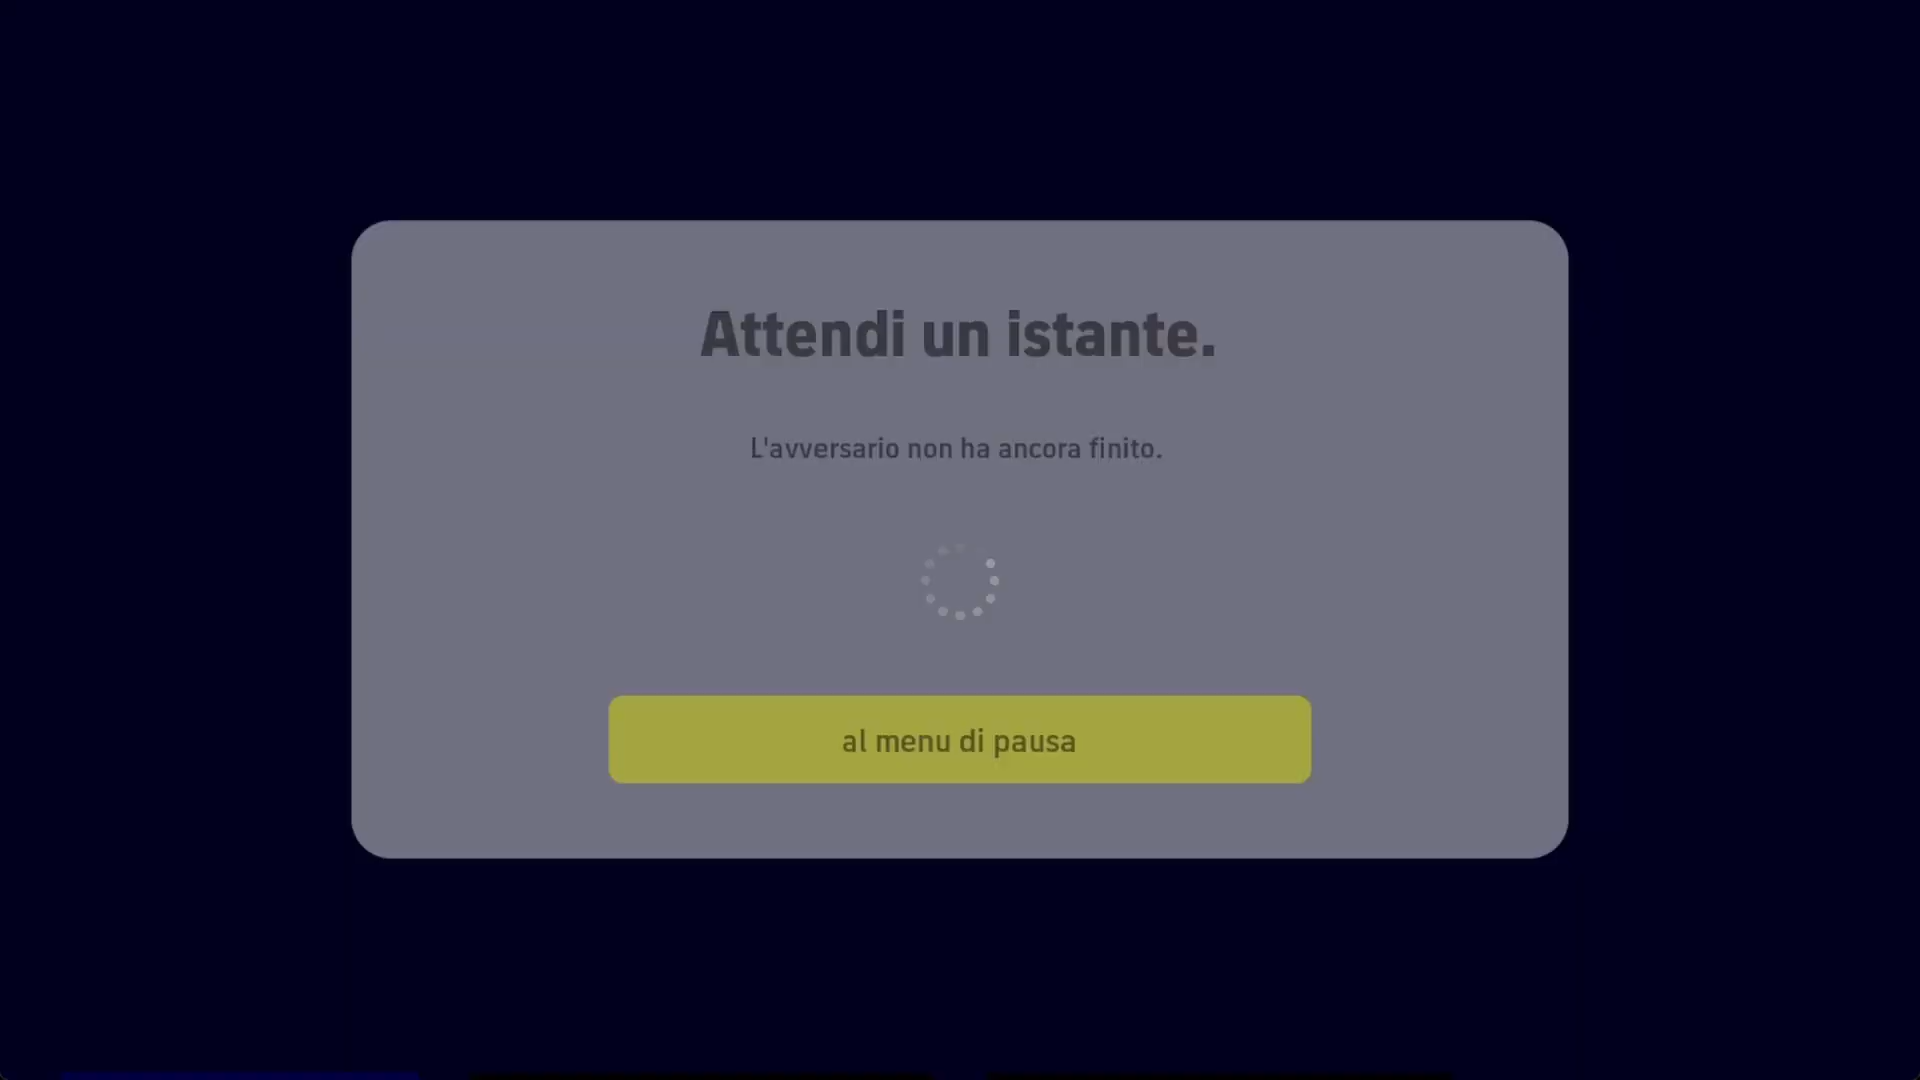 Attendi un istante.
L'avversario non ha ancora finito.
al menu di pausa